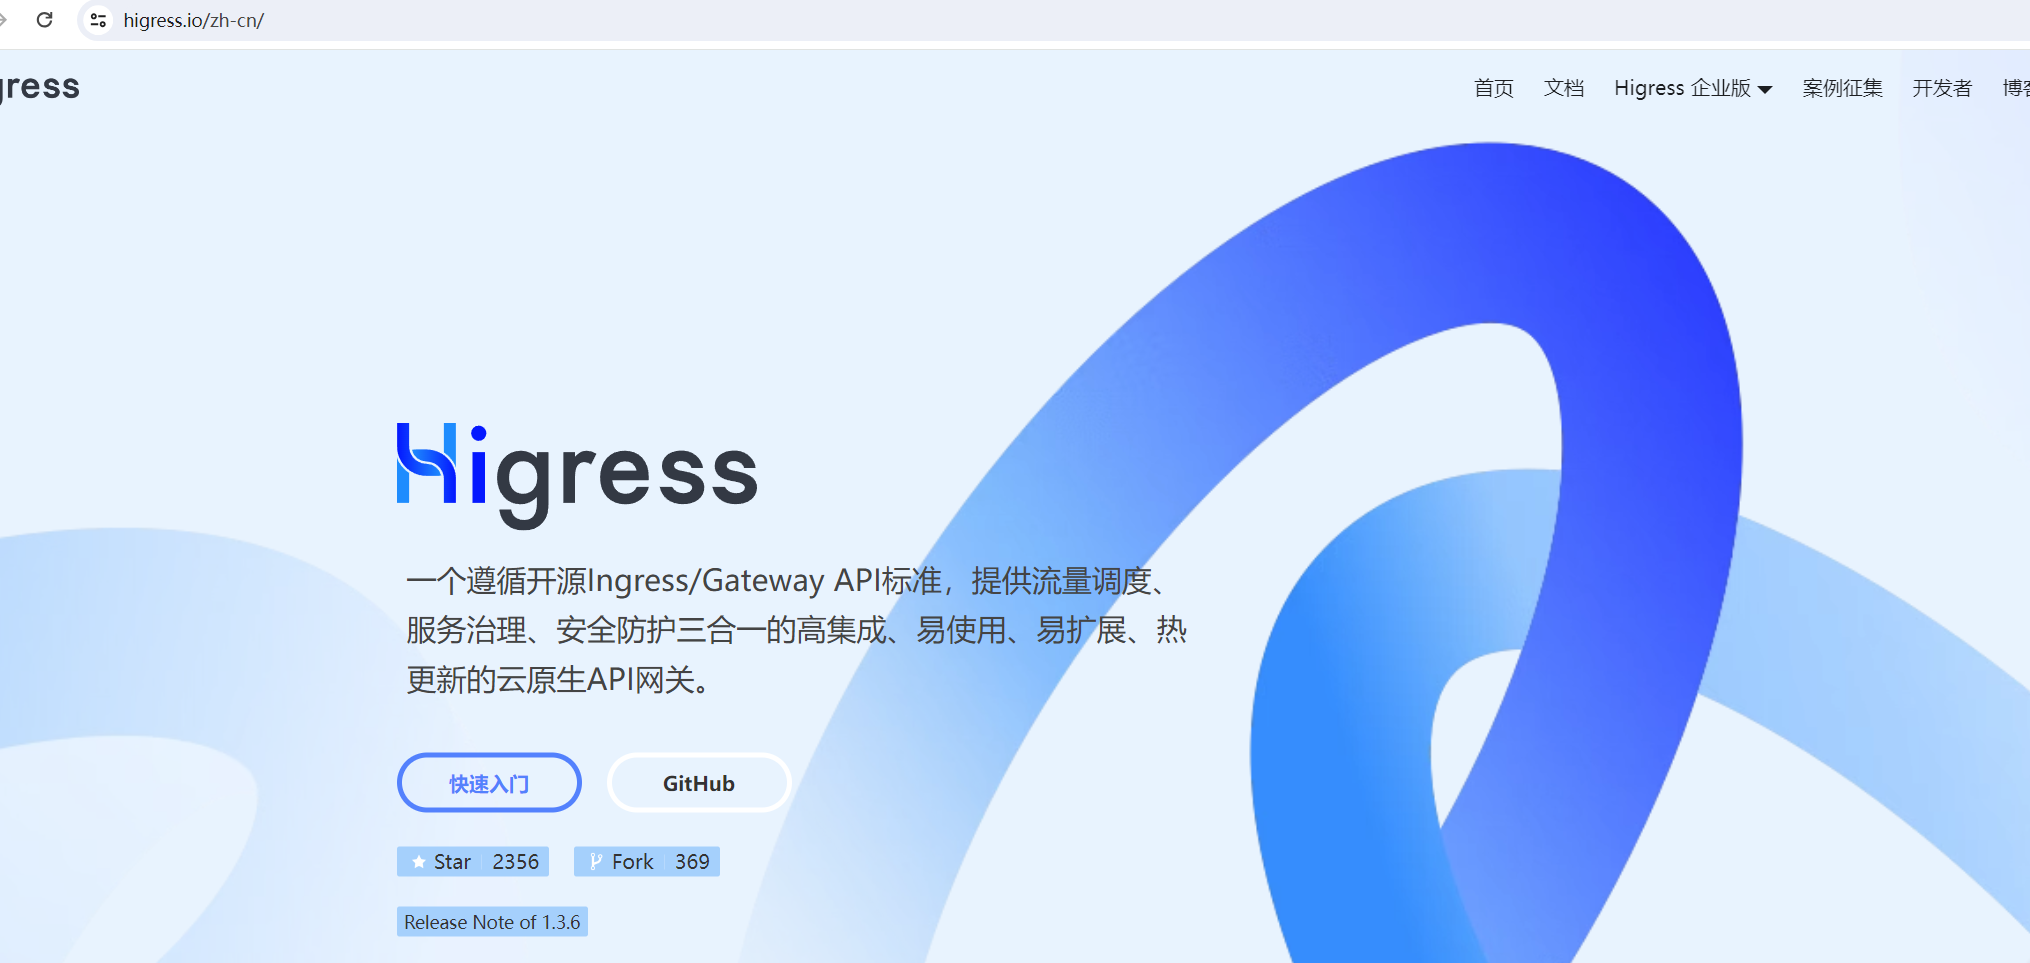 higress.io/zh-cn/
gress
首页 文档 Higress 企业版 案例征集 开发者 博客
Higress
一个遵循开源Ingress/Gateway API标准，提供流量调度、
服务治理、安全防护三合一的高集成、易使用、易扩展、热
更新的云原生API网关。
快速入门 GitHub
Star 2356 Fork 369
Release Note of 1.3.6